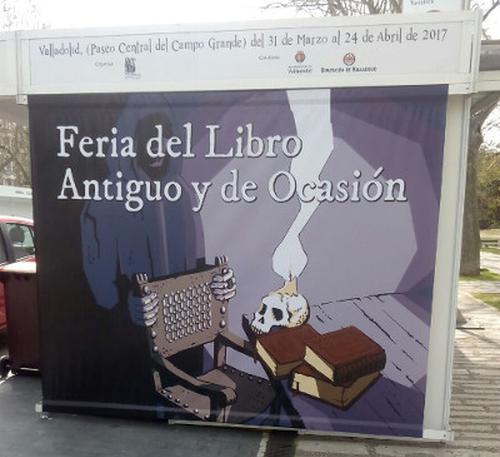 Valladolid, (Paseo Central del Campo Grande) del 31 de Marzo al 24 de Abril de 2017
Feria del Libro
Antiguo y de Ocasión